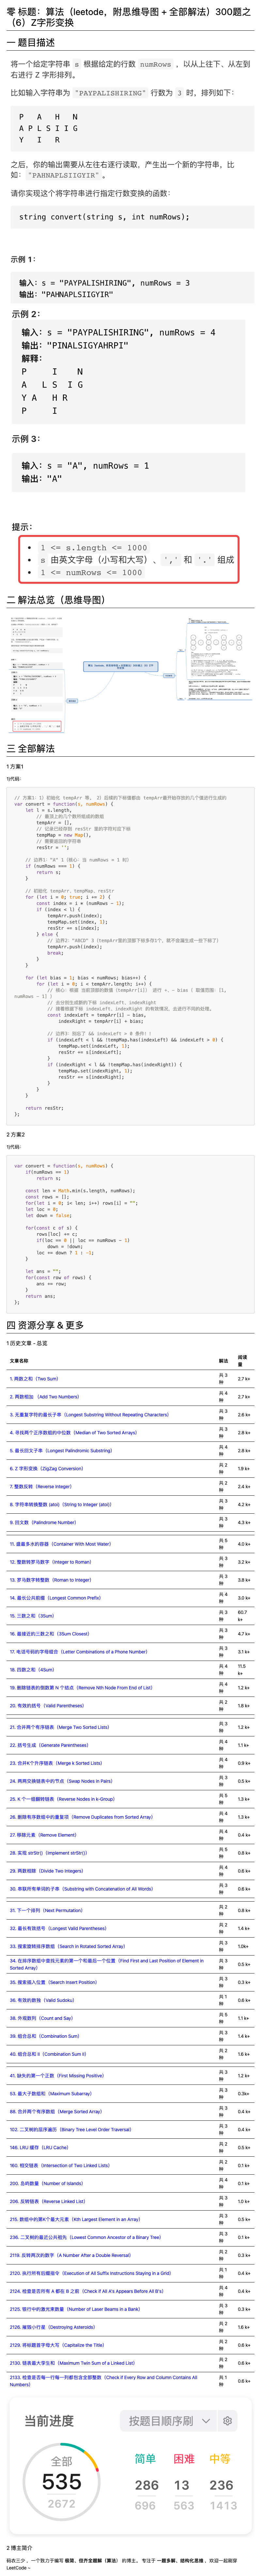 零 标题：算法（leetode，附思维导图 + 全部解法）300题之
（6）Z字形变换
一 题目描述
将一个给定字符串 s 根据给定的行数 numRows ，以从上往下、从左
到右进行 Z 字形排列。
比如输入字符串为 "PAYPALISHIRING" 行数为 3 时，排列如下：
P   A   H   N
A P L S I I G
Y   I   R
之后，你的输出需要从左往右逐行读取，产生出一个新的字符串，比
如："PAHNAPLSIIGYIR"。
请你实现这个将字符串进行指定行数变换的函数：
string convert(string s, int numRows);
示例 1：
输入：s = "PAYPALISHIRING", numRows = 3
输出："PAHNAPLSIIGYIR"
示例 2：
输入：s = "PAYPALISHIRING", numRows = 4
输出："PINALSIGYAHRPI"
解释：
P     I    N
A   L S  I G
Y A   H R
P     I
示例 3：
输入：s = "A", numRows = 1
输出："A"
提示：
• 1 <= s.length <= 1000
• s 由英文字母（小写和大写）、',' 和 '.' 组成
• 1 <= numRows <= 1000
二 解法总览（思维导图）
三 全部解法
1 方案1
1)代码：
var convert = function(s, numRows) {
let l = s.length,
tempArr = [],
tempMap = new Map(),
resStr = '';
if (numRows === 1) {
return s;
}
// 初始化 tempArr、tempMap、resStr
for (let i = 0; true; i += 2) {
const index = i * (numRows - 1);
if (index < l) {
tempArr.push(index);
tempMap.set(index, 1);
resStr += s[index];
} else {
tempArr.push(index);
break;
}
}
for (let bias = 1; bias < numRows; bias++) {
for (let i = 0; i < tempArr.length; i++) {
const indexLeft = tempArr[i] - bias,
indexRight = tempArr[i] + bias;
if (indexLeft < l && !tempMap.has(indexLeft) && indexLeft > 0) {
tempMap.set(indexLeft, 1);
resStr += s[indexLeft];
}
if (indexRight < l && !tempMap.has(indexRight)) {
tempMap.set(indexRight, 1);
resStr += s[indexRight];
}
}
}
return resStr;
};
2 方案2
1)代码：
var convert = function(s, numRows) {
if(numRows == 1)
return s;
const len = Math.min(s.length, numRows);
const rows = [];
for(let i = 0; i< len; i++) rows[i] = "";
let loc = 0;
let down = false;
for(const c of s) {
rows[loc] += c;
if(loc == 0 || loc == numRows - 1)
down = !down;
loc += down ? 1 : -1;
}
let ans = "";
for(const row of rows) {
ans += row;
}
return ans;
};
四 资源分享 & 更多
1 历史文章 - 总览
文章名称 解法 阅读量
1. 两数之和（Two Sum） 共 3 种 2.7 k+
2. 两数相加 （Add Two Numbers） 共 4 种 2.7 k+
3. 无重复字符的最长子串（Longest Substring Without Repeating Characters） 共 3 种 2.6 k+
4. 寻找两个正序数组的中位数（Median of Two Sorted Arrays） 共 3 种 2.8 k+
5. 最长回文子串（Longest Palindromic Substring） 共 4 种 2.8 k+
6. Z 字形变换（ZigZag Conversion） 共 2 种 1.9 k+
7. 整数反转（Reverse Integer） 共 2 种 2.4 k+
8. 字符串转换整数 (atoi)（String to Integer (atoi)） 共 3 种 4.2 k+
9. 回文数（Palindrome Number） 共 3 种 4.3 k+
11. 盛最多水的容器（Container With Most Water） 共 5 种 4.0 k+
12. 整数转罗马数字（Integer to Roman） 共 3 种 3.2 k+
13. 罗马数字转整数（Roman to Integer） 共 3 种 3.8 k+
14. 最长公共前缀（Longest Common Prefix） 共 4 种 3.0 k+
15. 三数之和（3Sum） 共 3 种 60.7 k+
16. 最接近的三数之和（3Sum Closest） 共 3 种 4.7 k+
17. 电话号码的字母组合（Letter Combinations of a Phone Number） 共 3 种 3.1 k+
18. 四数之和（4Sum） 共 4 种 11.5 k+
19. 删除链表的倒数第 N 个结点（Remove Nth Node From End of List） 共 4 种 1.2 k+
20. 有效的括号（Valid Parentheses） 共 2 种 1.8 k+
21. 合并两个有序链表（Merge Two Sorted Lists） 共 3 种 1.2 k+
22. 括号生成（Generate Parentheses） 共 4 种 1.1 k+
23. 合并K个升序链表（Merge k Sorted Lists） 共 4 种 0.9 k+
24. 两两交换链表中的节点（Swap Nodes in Pairs） 共 3 种 0.5 k+
25. K 个一组翻转链表（Reverse Nodes in k-Group） 共 5 种 1.3 k+
26. 删除有序数组中的重复项（Remove Duplicates from Sorted Array） 共 4 种 1.3 k+
27. 移除元素（Remove Element） 共 4 种 0.4 k+
28. 实现 strStr()（Implement strStr()） 共 5 种 0.8 k+
29. 两数相除（Divide Two Integers） 共 4 种 0.6 k+
30. 串联所有单词的子串（Substring with Concatenation of All Words） 共 3 种 0.6 k+
31. 下一个排列（Next Permutation） 共 2 种 0.8 k+
32. 最长有效括号（Longest Valid Parentheses） 共 2 种 1.4 k+
33. 搜索旋转排序数组（Search in Rotated Sorted Array） 共 3 种 1.0k+
34. 在排序数组中查找元素的第一个和最后一个位置（Find First and Last Position of Element in Sorted Array） 共 3 种 0.5 k+
35. 搜索插入位置（Search Insert Position） 共 3 种 0.3 k+
36. 有效的数独（Valid Sudoku） 共 1 种 0.6 k+
38. 外观数列（Count and Say） 共 5 种 1.1 k+
39. 组合总和（Combination Sum） 共 3 种 1.4 k+
40. 组合总和 II（Combination Sum II） 共 2 种 1.6 k+
41. 缺失的第一个正数（First Missing Positive） 共 3 种 1.2 k+
53. 最大子数组和（Maximum Subarray） 共 3 种 0.3k+
88. 合并两个有序数组（Merge Sorted Array） 共 3 种 0.4 k+
102. 二叉树的层序遍历（Binary Tree Level Order Traversal） 共 3 种 0.4 k+
146. LRU 缓存（LRU Cache） 共 2 种 0.5 k+
160. 相交链表（Intersection of Two Linked Lists） 共 2 种 0.1 k+
200. 岛屿数量（Number of Islands） 共 4 种 0.1 k+
206. 反转链表（Reverse Linked List） 共 3 种 1.0 k+
215. 数组中的第K个最大元素（Kth Largest Element in an Array） 共 3 种 0.5 k+
236. 二叉树的最近公共祖先（Lowest Common Ancestor of a Binary Tree） 共 3 种 0.1 k+
2119. 反转两次的数字（A Number After a Double Reversal） 共 2 种 0.3 k+
2120. 执行所有后缀指令（Execution of All Suffix Instructions Staying in a Grid） 共 1 种 0.4 k+
2124. 检查是否所有 A 都在 B 之前（Check if All A's Appears Before All B's） 共 4 种 0.4 k+
2125. 银行中的激光束数量（Number of Laser Beams in a Bank） 共 3 种 0.3 k+
2126. 摧毁小行星（Destroying Asteroids） 共 2 种 1.6 k+
2129. 将标题首字母大写（Capitalize the Title） 共 2 种 0.6 k+
2130. 链表最大孪生和（Maximum Twin Sum of a Linked List） 共 2 种 0.6 k+
2133. 检查是否每一行每一列都包含全部整数（Check if Every Row and Column Contains All Numbers） 共 1 种 0.6 k+
当前进度
按题目顺序刷
全部
535
2672
简单 困难 中等
286 13 236
696 563 1413
2 博主简介
码农三少 ，一个致力于编写 极简、但齐全题解（算法） 的博主。 专注于 一题多解、结构化思维 ，欢迎一起刷穿
LeetCode ~